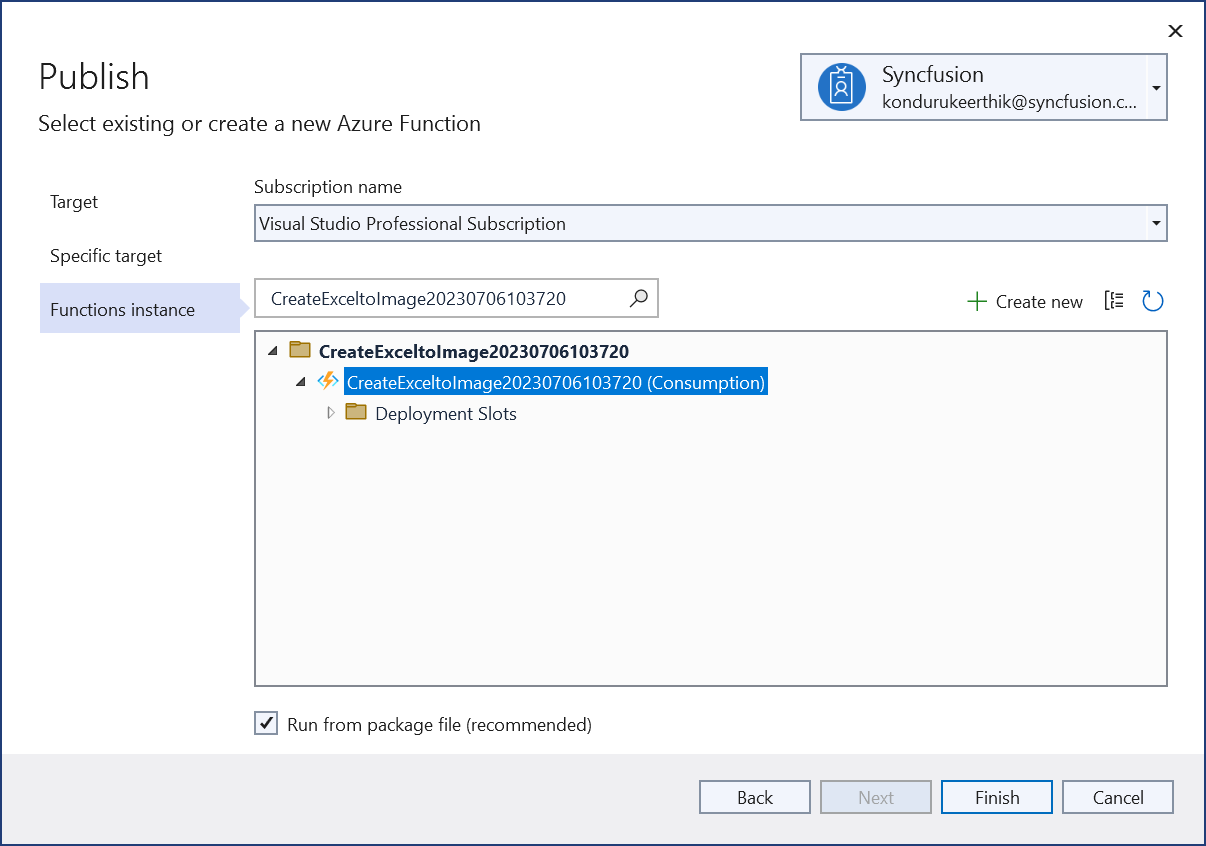 Publish
Select existing or create a new Azure Function
Syncfusion
kondurukeerthik@syncfusion.c...
Target
Specific target
Functions instance
Subscription name
Visual Studio Professional Subscription
CreateExceltoImage20230706103720
Create new
CreateExceltoImage20230706103720
CreateExceltoImage20230706103720 (Consumption)
Deployment Slots
Run from package file (recommended)
Back
Next
Finish
Cancel